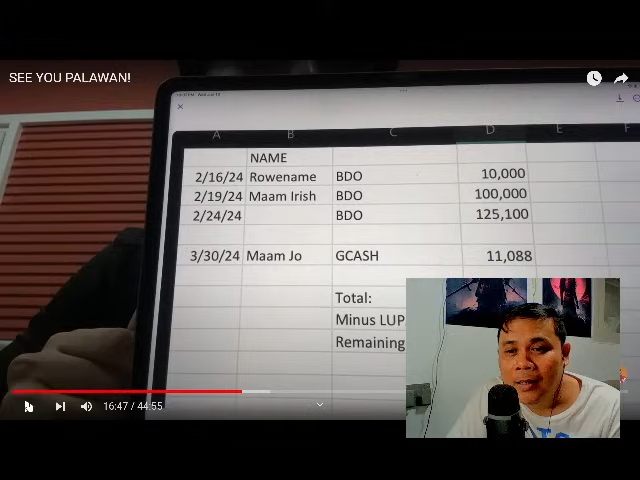 SEE YOU PALAWAN!
A B C D E F
NAME
2/16/24 Rowename BDO 10,000
2/19/24 Maam Irish BDO 100,000
2/24/24 BDO 125,100
3/30/24 Maam Jo GCASH 11,088
Total:
Minus LUP
Remaining
16:47 / 44:55